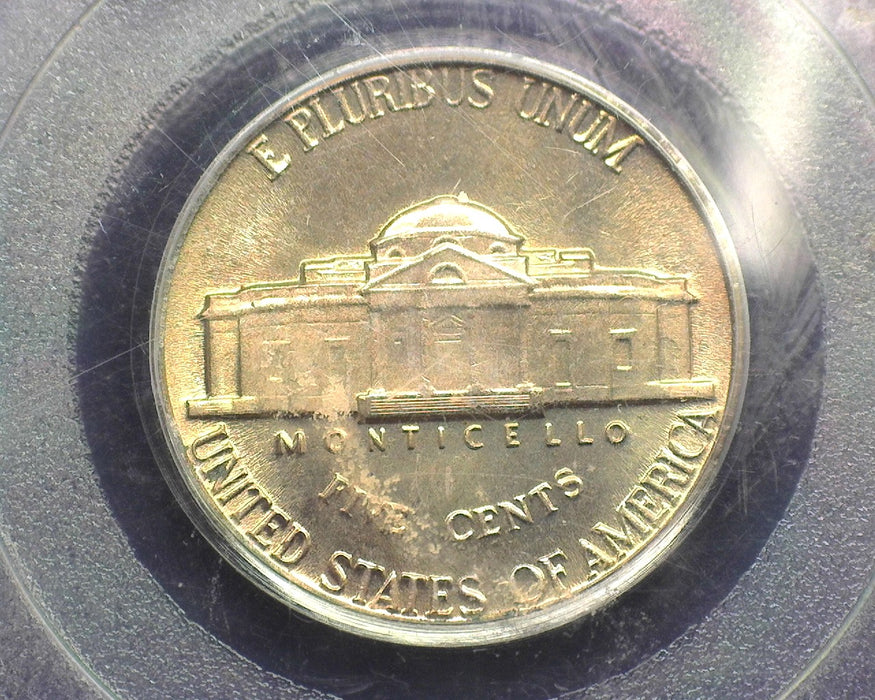 E PLURIBUS UNUM
MONTICELLO
FIVE CENTS
UNITED STATES OF AMERICA